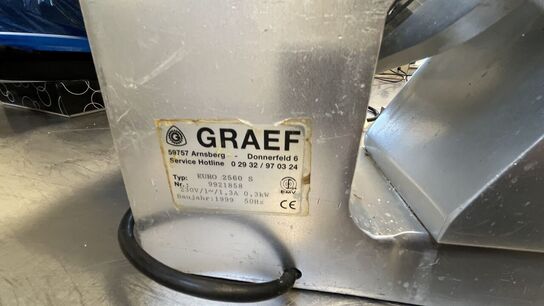 GRAEF
59757 Arnsberg - Donnerfeld 6
Service Hotline 0 29 32 / 97 03 24
Typ: EURO 2560 S
Nr.: 9921858
230V/1~/1,3A 0,3kW
Baujahr:1999 50Hz
EMV
CE